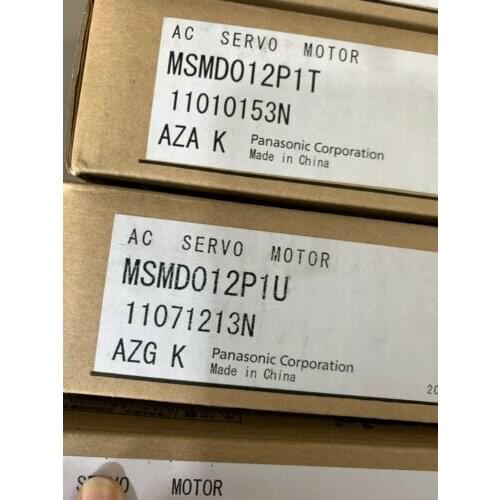 AC SERVO MOTOR
MSMD012P1T
11010153N
AZA K Panasonic Corporation
Made in China
AC SERVO MOTOR
MSMD012P1U
11071213N
AZG K Panasonic Corporation
Made in China
20
MOTOR